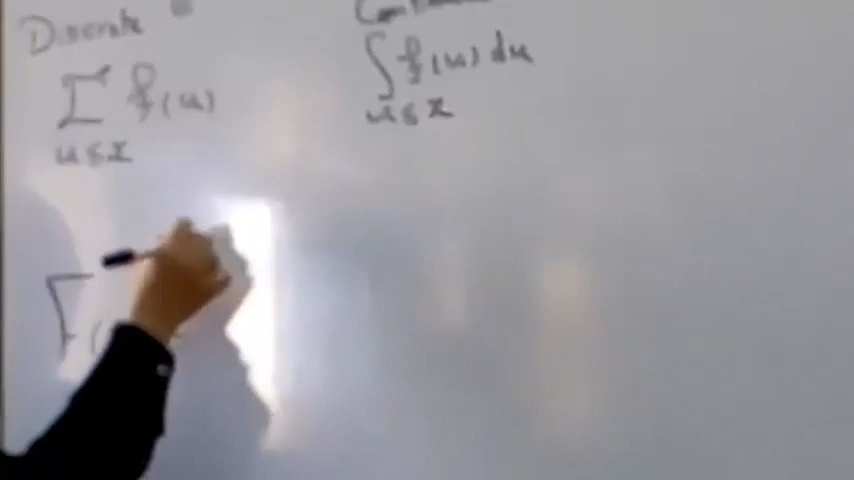 Discrete
∑ f(u)
u≤x
∫ f(u) du
u≤x
F(